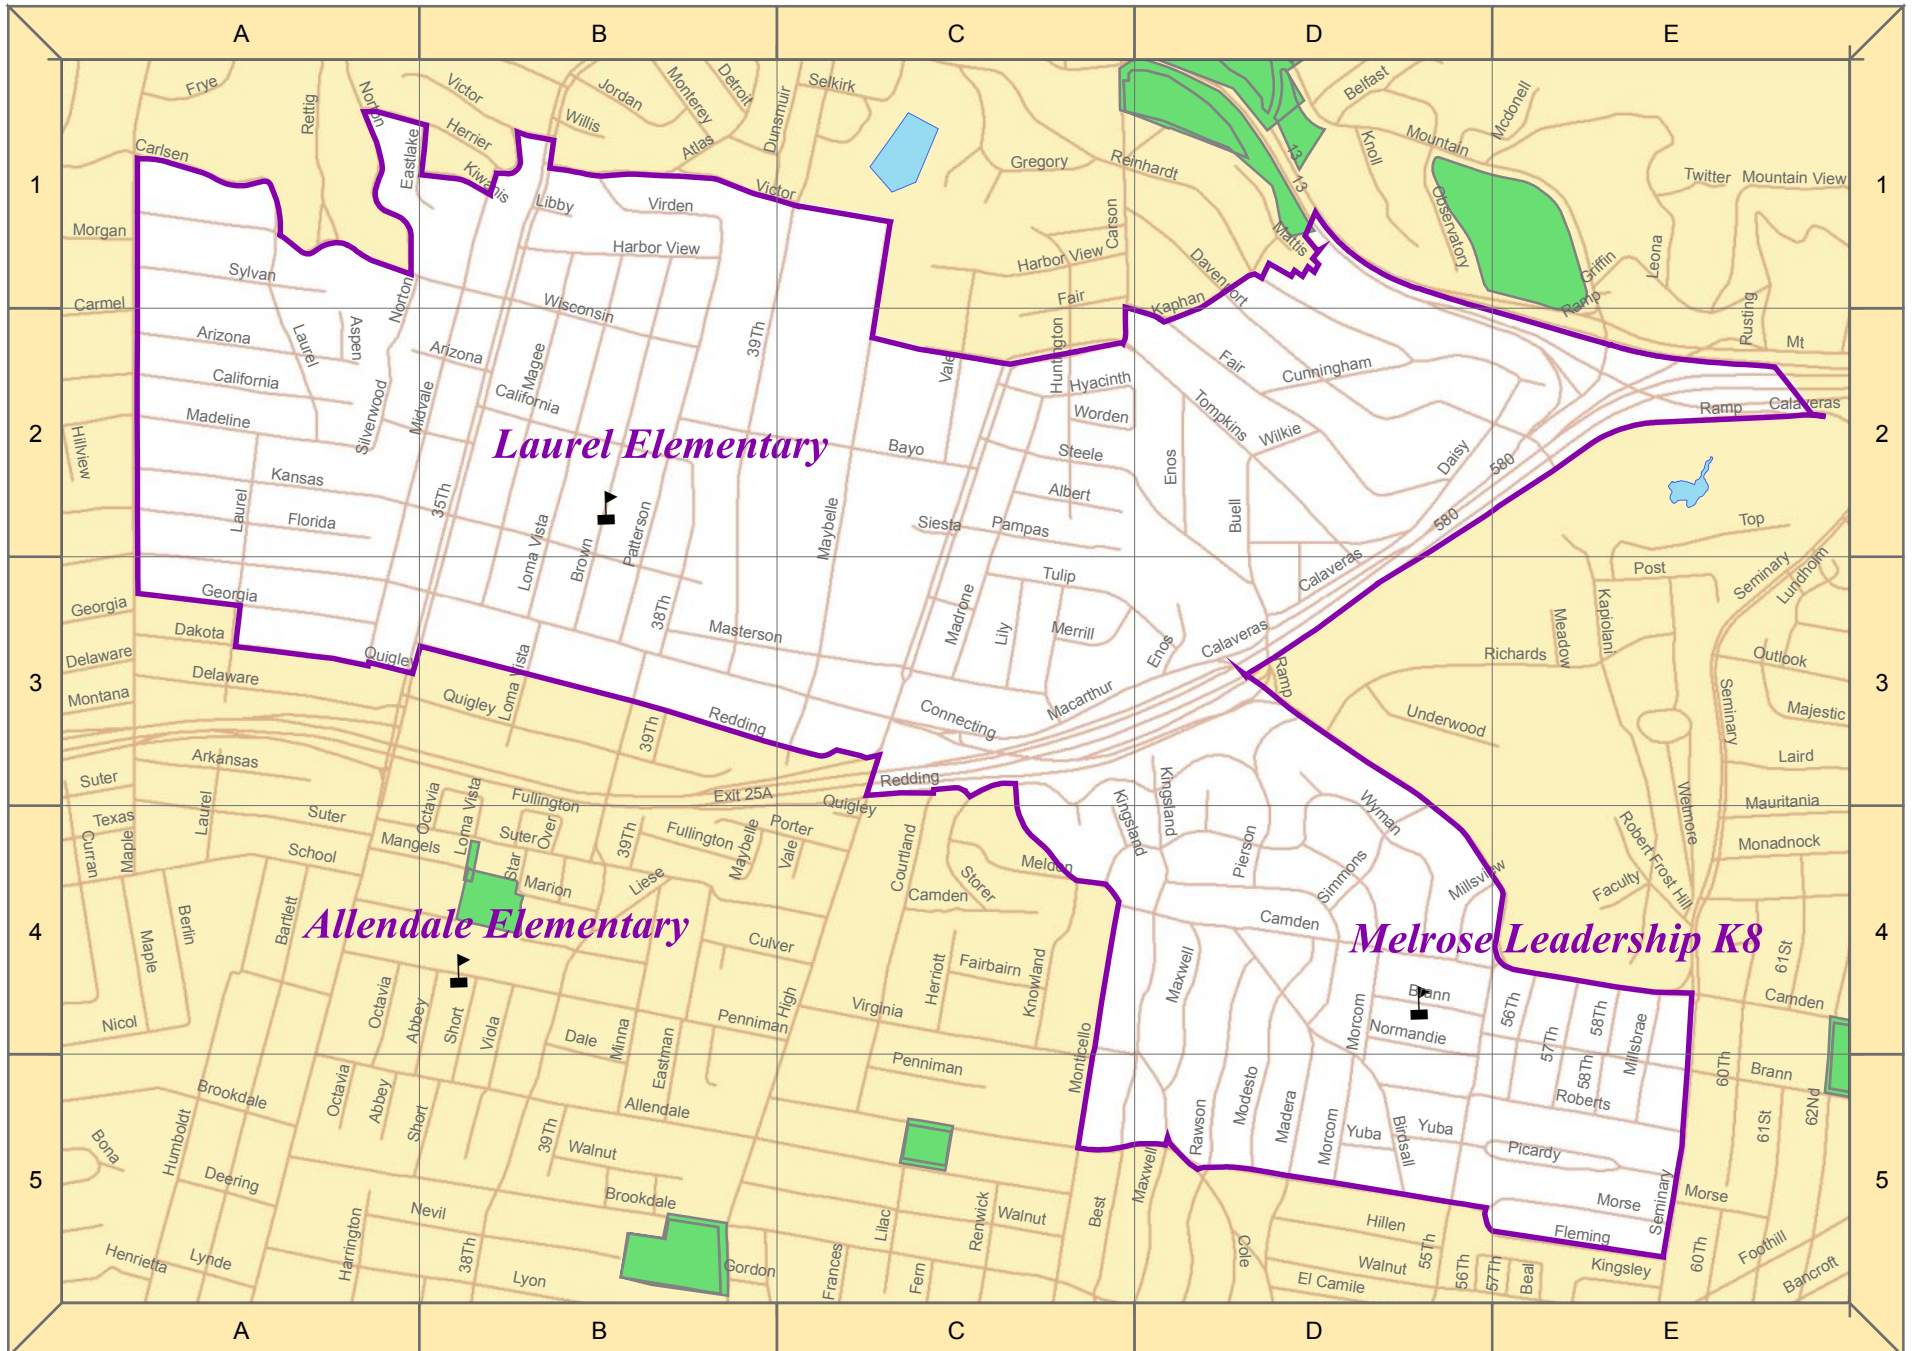 A B C D E
Frye
Rettig
Norton
Victor
Jordan
Monterey
Detroit
Dunsmuir
Selkirk
Belfast
Mcdonell
Willis
Herrier
Eastlake
Atlas
Knoll
Mountain
13
Carlsen
Kiwanis
Gregory
Reinhardt
1 1
Victor
13
Twitter
Mountain View
Libby
Virden
Observatory
Carson
Morgan
Harbor View
Mattis
Leona
Harbor View
Davenport
Griffin
Sylvan
Norton
Wisconsin
Fair
Kaphan
Ramp
Rusting
Carmel
Arizona
Laurel
Aspen
Arizona
Magee
39Th
Vale
Huntington
Fair
Cunningham
Mt
California
Silverwood
Midvale
California
Hyacinth
Worden
Tompkins
Ramp
Calaveras
Madeline
2 2
Laurel Elementary
Bayo
Steele
Wilkie
Daisy
580
Hillview
Enos
Kansas
Laurel
35Th
Albert
Buell
580
Florida
Loma Vista
Brown
Patterson
Maybelle
Siesta
Pampas
Top
Calaveras
Post
Seminary
Lundholm
Tulip
Georgia
Georgia
38Th
Madrone
Lily
Merrill
Kapiolani
Meadow
Dakota
Masterson
Enos
Calaveras
Delaware
Quigley
Loma Vista
Richards
Outlook
3 3
Delaware
Ramp
Montana
Quigley
Redding
Connecting
Macarthur
Seminary
Majestic
39Th
Underwood
Arkansas
Laird
Suter
Redding
Exit 25A
Kingsland
Kingsland
Wetmore
Mauritania
Octavia
Loma Vista
Fullington
Quigley
Texas
Laurel
Suter
Wyman
Curran
Maple
Mangels
Suter
Star
Over
39Th
Fullington
Maybelle
Porter
Vale
Courtland
Pierson
Robert Frost Hill
Monadnock
School
Marion
Liese
Melden
Storer
Simmons
Millsview
Faculty
Camden
Berlin
Bartlett
Camden
4 4
Allendale Elementary
Melrose Leadership K8
Maple
Culver
Fairbairn
Maxwell
61St
Herriott
Knowland
Octavia
Abbey
Short
Viola
High
Virginia
Brann
Camden
Morcom
56Th
58Th
Nicol
Dale
Minna
Penniman
Normandie
57Th
Millsbrae
Eastman
Monticello
Penniman
58Th
60Th
Brann
Brookdale
Octavia
Abbey
Modesto
Roberts
Allendale
Rawson
Madera
Morcom
62Nd
61St
Bona
Humboldt
Short
39Th
Walnut
Yuba
Birdsall
Yuba
Picardy
5 5
Deering
Maxwell
Seminary
Morse
Brookdale
Morse
Nevil
Harrington
Lilac
Renwick
Walnut
Best
Hillen
Fleming
Foothill
Henrietta
Lynde
38Th
Gordon
Frances
Cole
Walnut
55Th
60Th
Lyon
Fern
El Camile
56Th
57Th
Beal
Kingsley
Bancroft
A B C D E